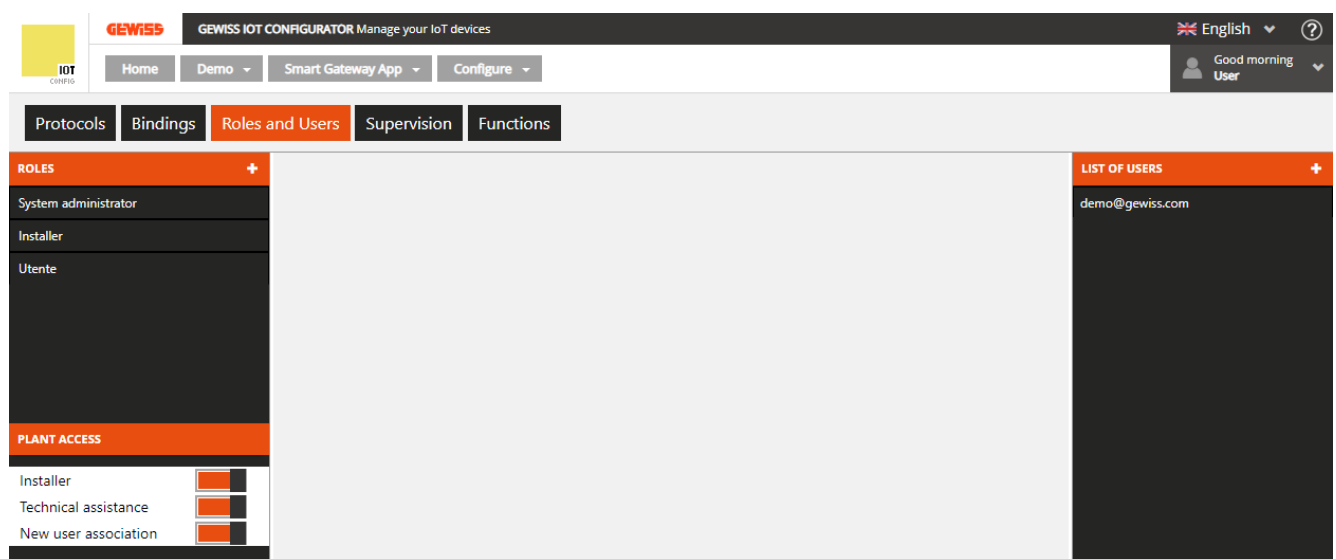 GEWISS
GEWISS IOT CONFIGURATOR Manage your IoT devices
English
?
IOT
CONFIG
Home
Demo
Smart Gateway App
Configure
Good morning
User
Protocols
Bindings
Roles and Users
Supervision
Functions
ROLES
System administrator
Installer
Utente
PLANT ACCESS
Installer
Technical assistance
New user association
LIST OF USERS
demo@gewiss.com